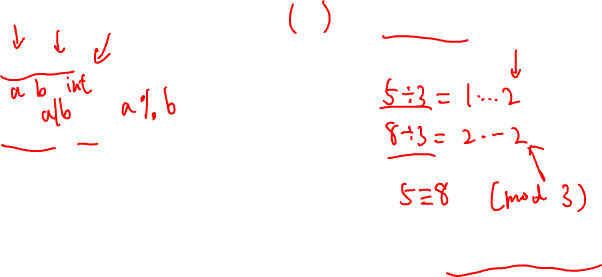 ( )
a b int
a/b
a % b
5÷3 = 1...2
8÷3 = 2...2
5≡8 (mod 3)